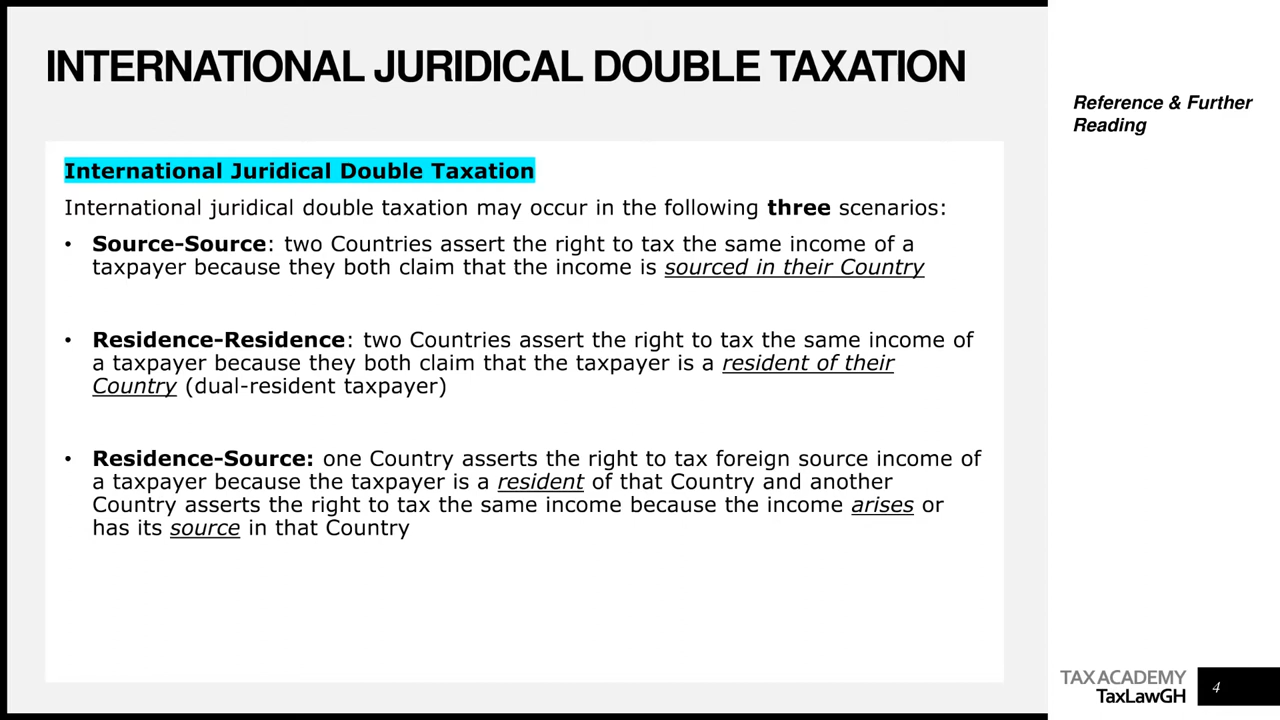 INTERNATIONAL JURIDICAL DOUBLE TAXATION
Reference & Further
Reading
International Juridical Double Taxation
International juridical double taxation may occur in the following three scenarios:
• Source-Source: two Countries assert the right to tax the same income of a
taxpayer because they both claim that the income is sourced in their Country
• Residence-Residence: two Countries assert the right to tax the same income of
a taxpayer because they both claim that the taxpayer is a resident of their
Country (dual-resident taxpayer)
• Residence-Source: one Country asserts the right to tax foreign source income of
a taxpayer because the taxpayer is a resident of that Country and another
Country asserts the right to tax the same income because the income arises or
has its source in that Country
TAX ACADEMY
TaxLawGH
4